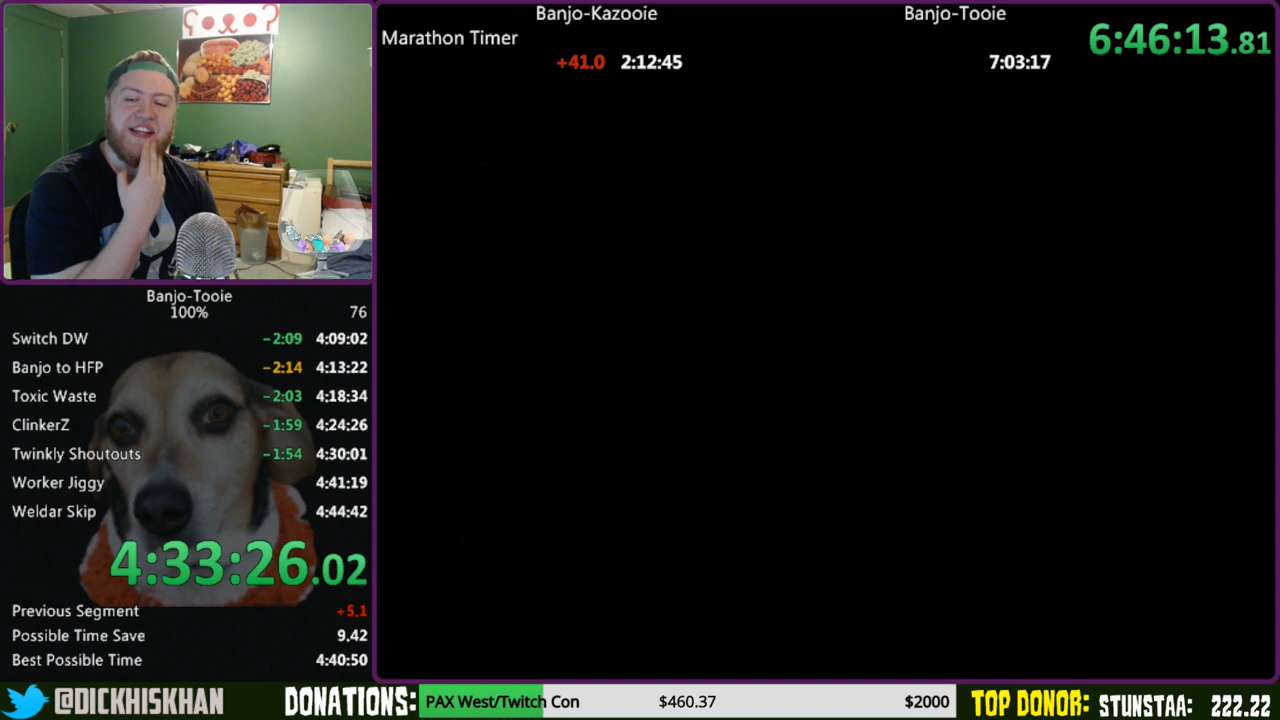 Banjo-Kazooie Banjo-Tooie
Marathon Timer 6:46:13.81
+41.0 2:12:45 7:03:17
Banjo-Tooie
100% 76
Switch DW -2:09 4:09:02
Banjo to HFP -2:14 4:13:22
Toxic Waste -2:03 4:18:34
ClinkerZ -1:59 4:24:26
Twinkly Shoutouts -1:54 4:30:01
Worker Jiggy 4:41:19
Weldar Skip 4:44:42
4:33:26.02
Previous Segment +5.1
Possible Time Save 9.42
Best Possible Time 4:40:50
@DICKHISKHAN DONATIONS: PAX West/Twitch Con $460.37 $2000 TOP DONOR: STUNSTAA: 222.22